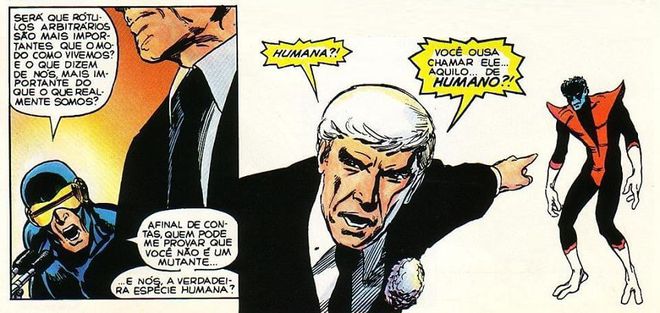 SERÁ QUE RÓTU-
LOS ARBITRÁRIOS
SÃO MAIS IMPOR-
TANTES QUE O MO-
DO COMO VIVEMOS?
E O QUE DIZEM
DE NÓS, MAIS IM-
PORTANTE DO
QUE O QUE REAL-
MENTE SOMOS?
AFINAL DE CON-
TAS, QUEM PODE
ME PROVAR QUE
VOCÊ NÃO É UM
MUTANTE...
...E NÓS, A VERDADEI-
RA ESPÉCIE HUMANA?
HUMANA?!
VOCÊ OUSA
CHAMAR ELE...
AQUILO... DE
HUMANO?!